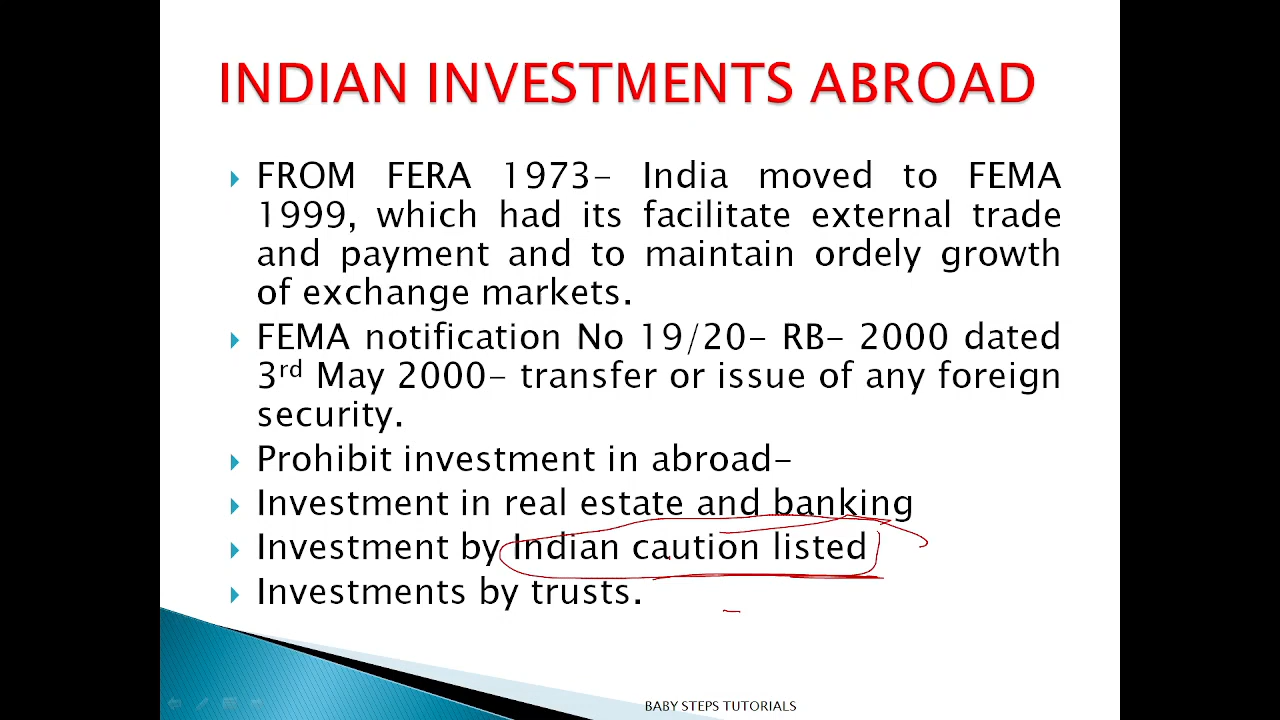 INDIAN INVESTMENTS ABROAD
FROM FERA 1973- India moved to FEMA
1999, which had its facilitate external trade
and payment and to maintain ordely growth
of exchange markets.
FEMA notification No 19/20- RB- 2000 dated
3rd May 2000- transfer or issue of any foreign
security.
Prohibit investment in abroad-
Investment in real estate and banking
Investment by Indian caution listed
Investments by trusts.
BABY STEPS TUTORIALS